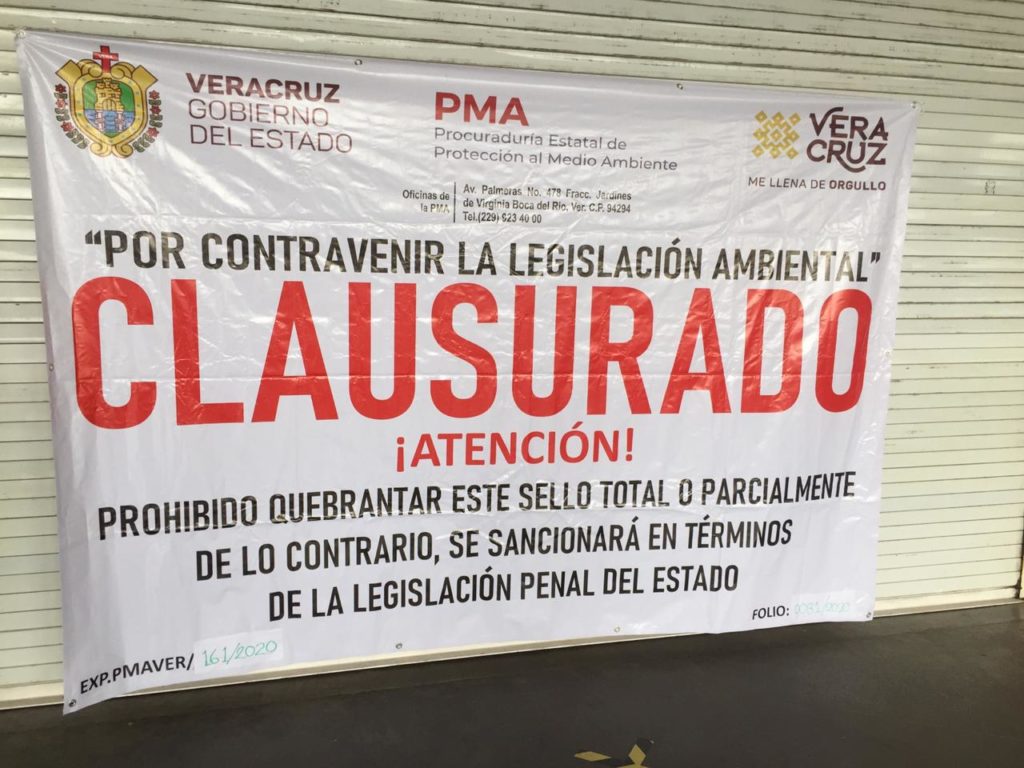 VERACRUZ
GOBIERNO
DEL ESTADO
PMA
Procuraduría Estatal de
Protección al Medio Ambiente
VERA
CRUZ
ME LLENA DE ORGULLO
Oficinas de
la PMA
Av. Palmeras No. 478 Fracc. Jardines
de Virginia Boca del Río, Ver. C.P. 94294
Tel.(229) 923 40 00
“POR CONTRAVENIR LA LEGISLACIÓN AMBIENTAL”
CLAUSURADO
¡ATENCIÓN!
PROHIBIDO QUEBRANTAR ESTE SELLO TOTAL O PARCIALMENTE
DE LO CONTRARIO, SE SANCIONARÁ EN TÉRMINOS
DE LA LEGISLACIÓN PENAL DEL ESTADO
EXP.PMAVER/ 161/2020
FOLIO: